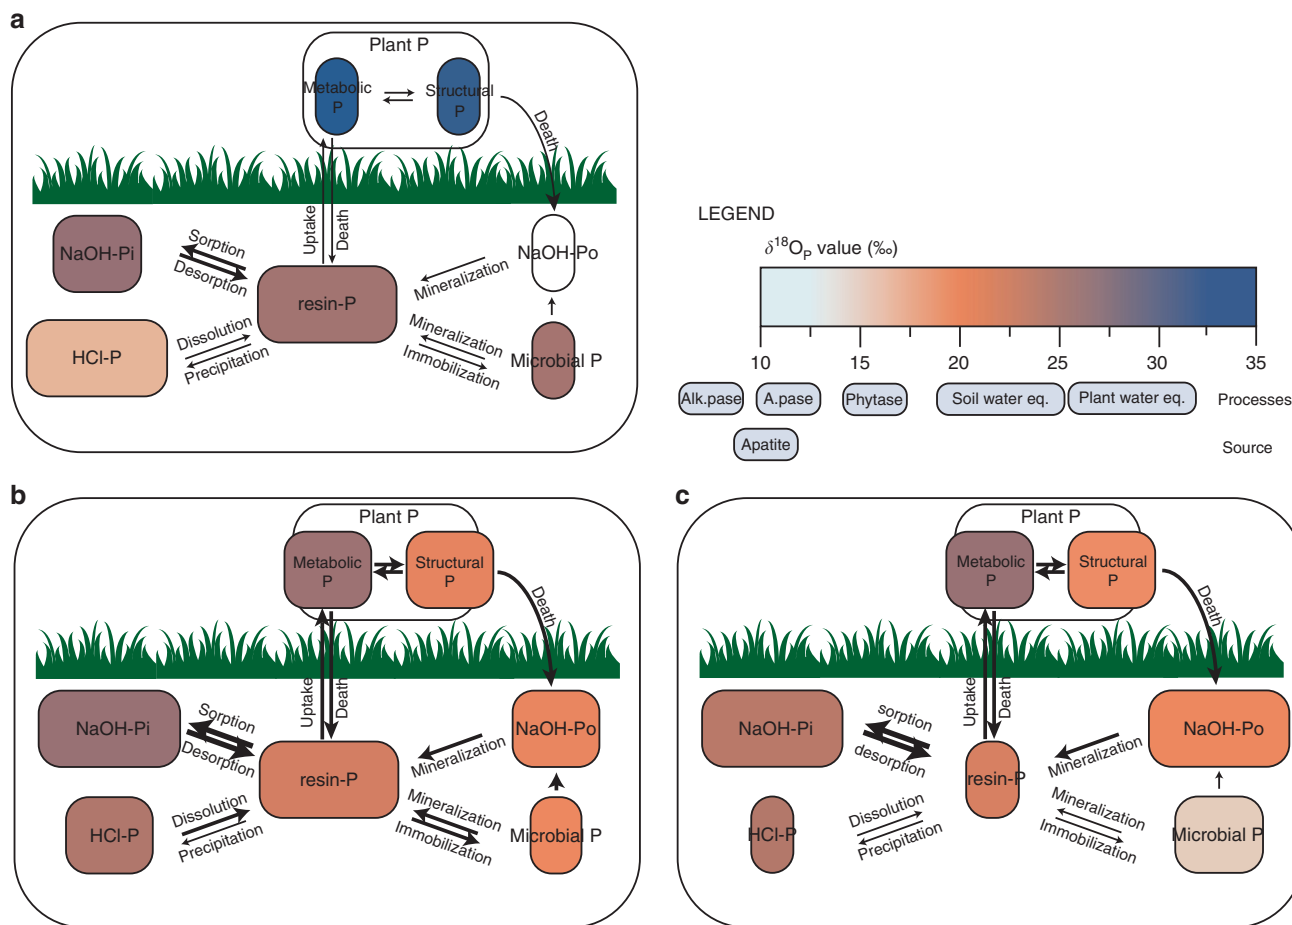 a
Plant P
Metabolic
P
Structural
P
Death
Uptake
Death
NaOH-Pi
Sorption
Desorption
resin-P
NaOH-Po
Mineralization
HCl-P
Dissolution
Precipitation
Mineralization
Immobilization
Microbial P
LEGEND
δ18OP value (‰)
10 15 20 25 30 35
Alk.pase A.pase Phytase Soil water eq. Plant water eq. Processes
Apatite Source
b
Plant P
Metabolic
P
Structural
P
Death
Uptake
Death
NaOH-Pi
Sorption
Desorption
resin-P
NaOH-Po
Mineralization
HCl-P
Dissolution
Precipitation
Mineralization
Immobilization
Microbial P
c
Plant P
Metabolic
P
Structural
P
Death
Uptake
Death
NaOH-Pi
sorption
desorption
resin-P
NaOH-Po
Mineralization
HCl-P
Dissolution
Precipitation
Mineralization
Immobilization
Microbial P